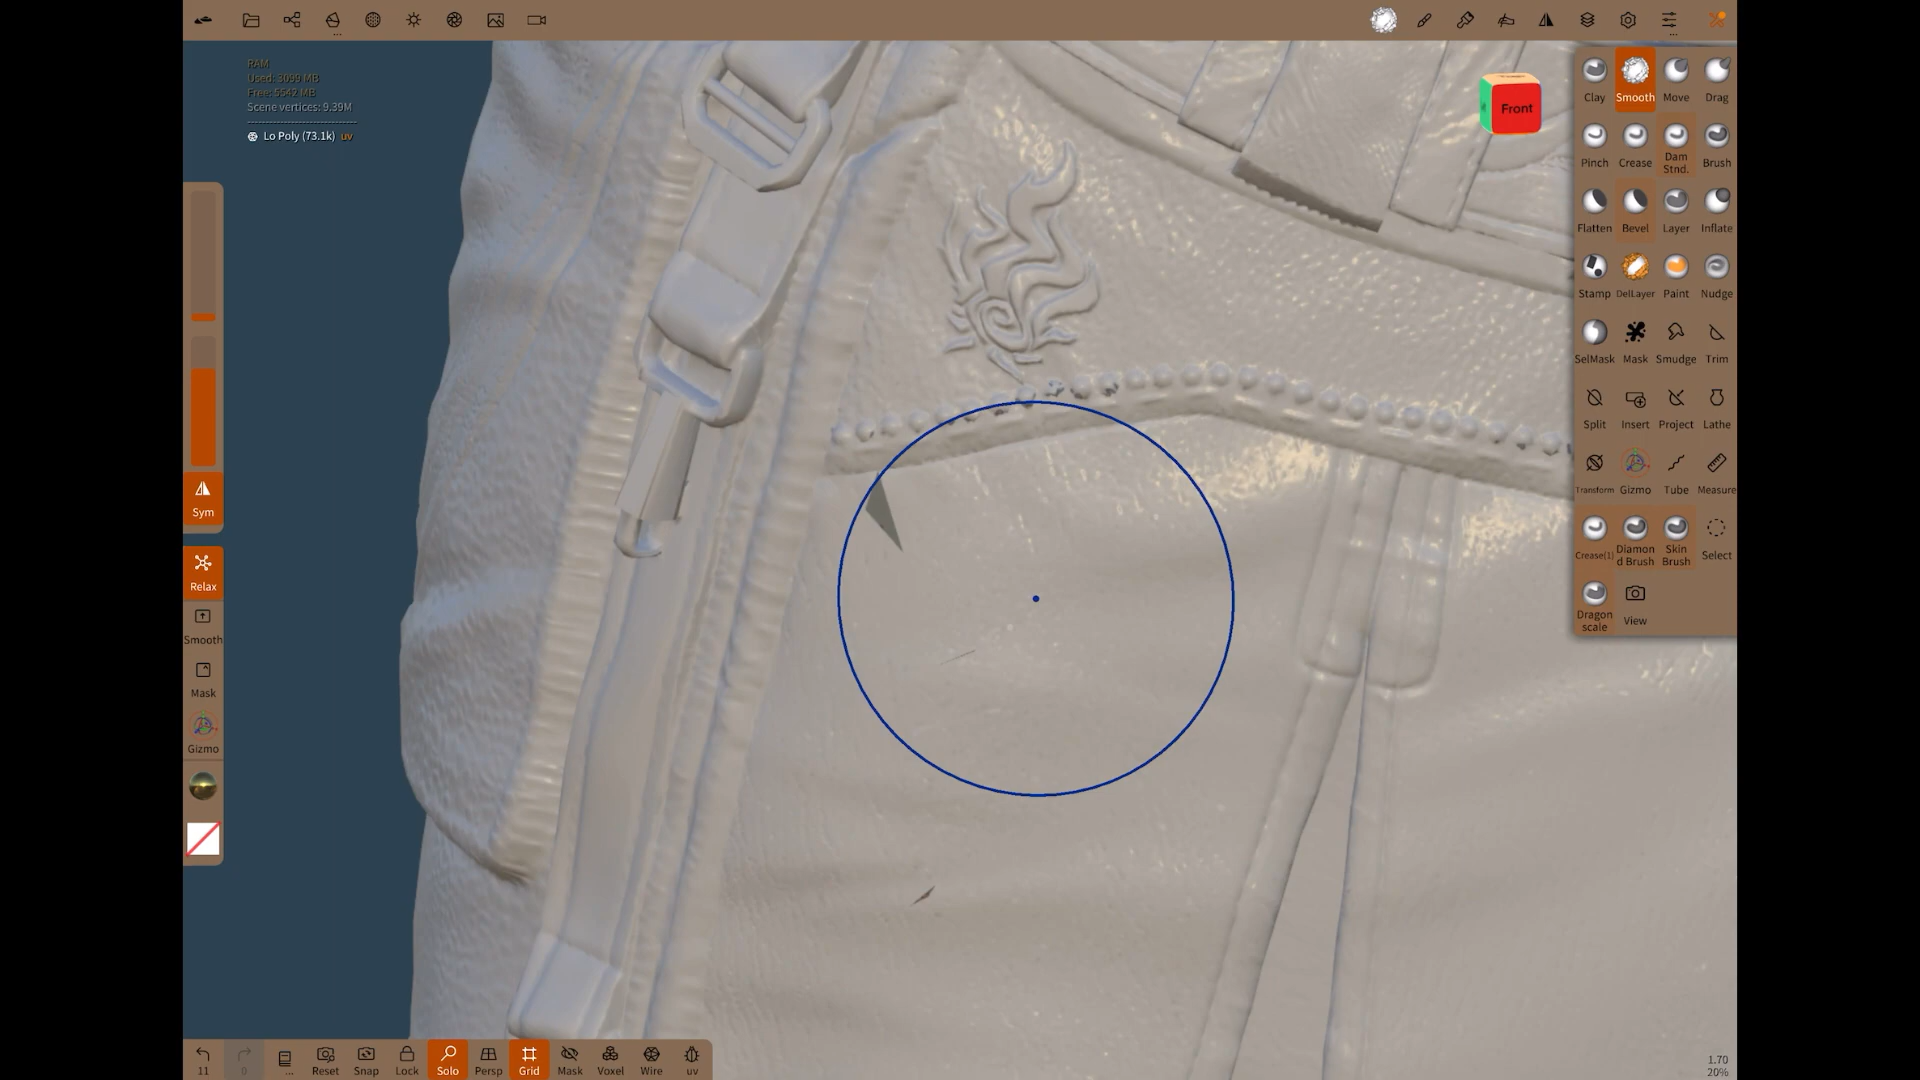 RAM
Used: 3099 MB
Free: 5542 MB
Scene vertices: 9.39M
Lo Poly (73.1k) uv
Front
Clay Smooth Move Drag
Pinch Crease Dam Stnd. Brush
Flatten Bevel Layer Inflate
Stamp DelLayer Paint Nudge
SelMask Mask Smudge Trim
Split Insert Project Lathe
Transform Gizmo Tube Measure
Crease(1) Diamon d Brush Skin Brush Select
Dragon scale View
Sym
Relax
Smooth
Mask
Gizmo
11 0 ... Reset Snap Lock Solo Persp Grid Mask Voxel Wire uv
1.70
20%